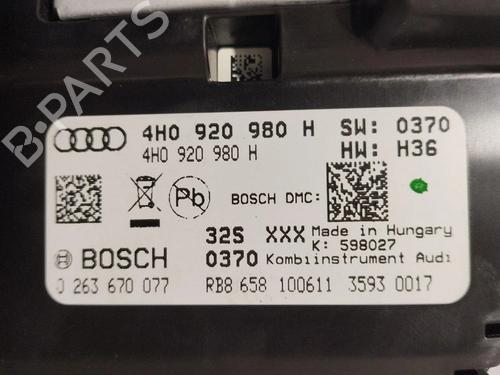 4H0 920 980 H SW: 0370
4H0 920 980 H HW: H36
Pb
BOSCH DMC:
32S XXX Made in Hungary
K: 598027
BOSCH 0370 Kombiinstrument Audi
0 263 670 077 RB8 658 100611 3593 0017
B-PARTS